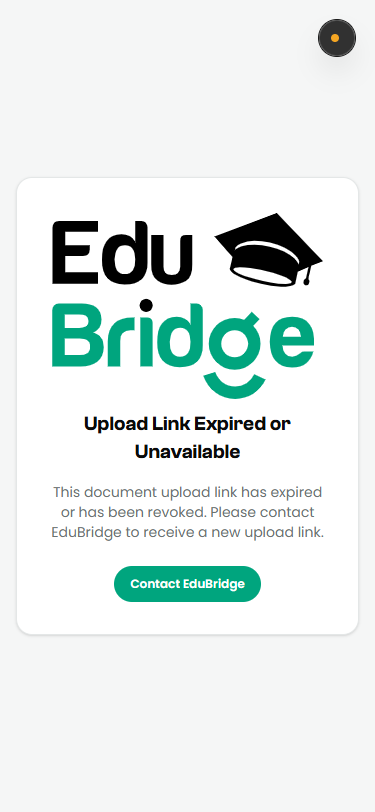 Edu
Bridge
Upload Link Expired or
Unavailable
This document upload link has expired
or has been revoked. Please contact
EduBridge to receive a new upload link.
Contact EduBridge